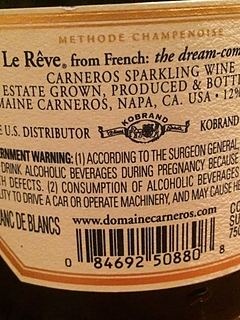 METHODE CHAMPENOISE
Le Rêve, from French: the dream-com
CARNEROS SPARKLING WINE
ESTATE GROWN, PRODUCED & BOTT
MAINE CARNEROS, NAPA, CA. USA • 12%
E U.S. DISTRIBUTOR KOBRAND KOBRAND
ERNMENT WARNING: (1) ACCORDING TO THE SURGEON GENERAL,
DRINK ALCOHOLIC BEVERAGES DURING PREGNANCY BECAUSE
H DEFECTS. (2) CONSUMPTION OF ALCOHOLIC BEVERAGES
LITY TO DRIVE A CAR OR OPERATE MACHINERY, AND MAY CAUSE HE
ANC DE BLANCS www.domainecarneros.com
0 84692 50880 8
750